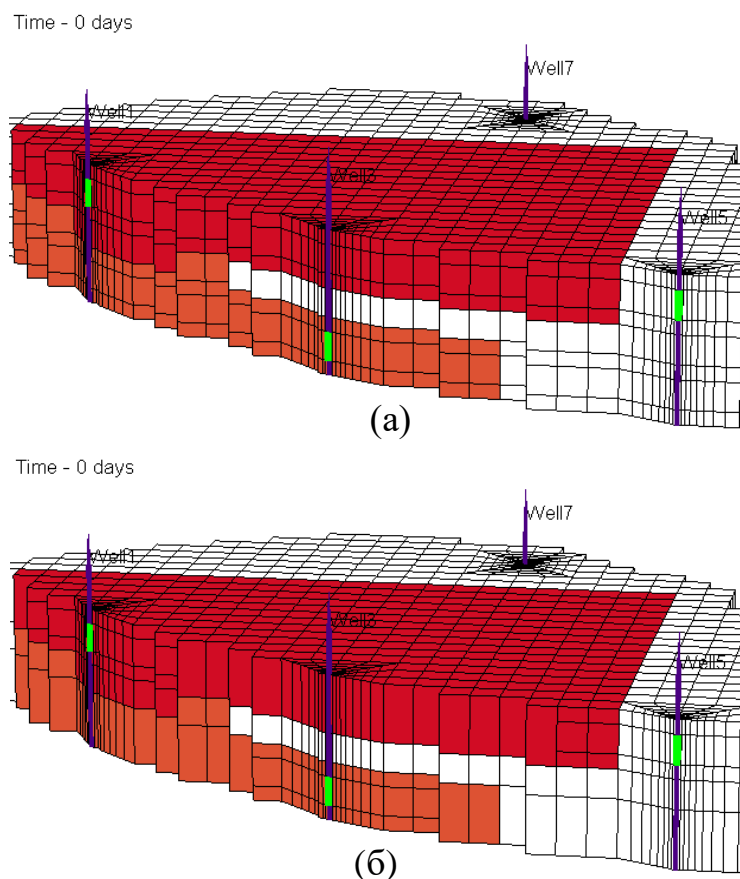 Time - 0 days
Well7
Well1
Well3
Well5
(а)
Time - 0 days
Well7
Well1
Well3
Well5
(б)